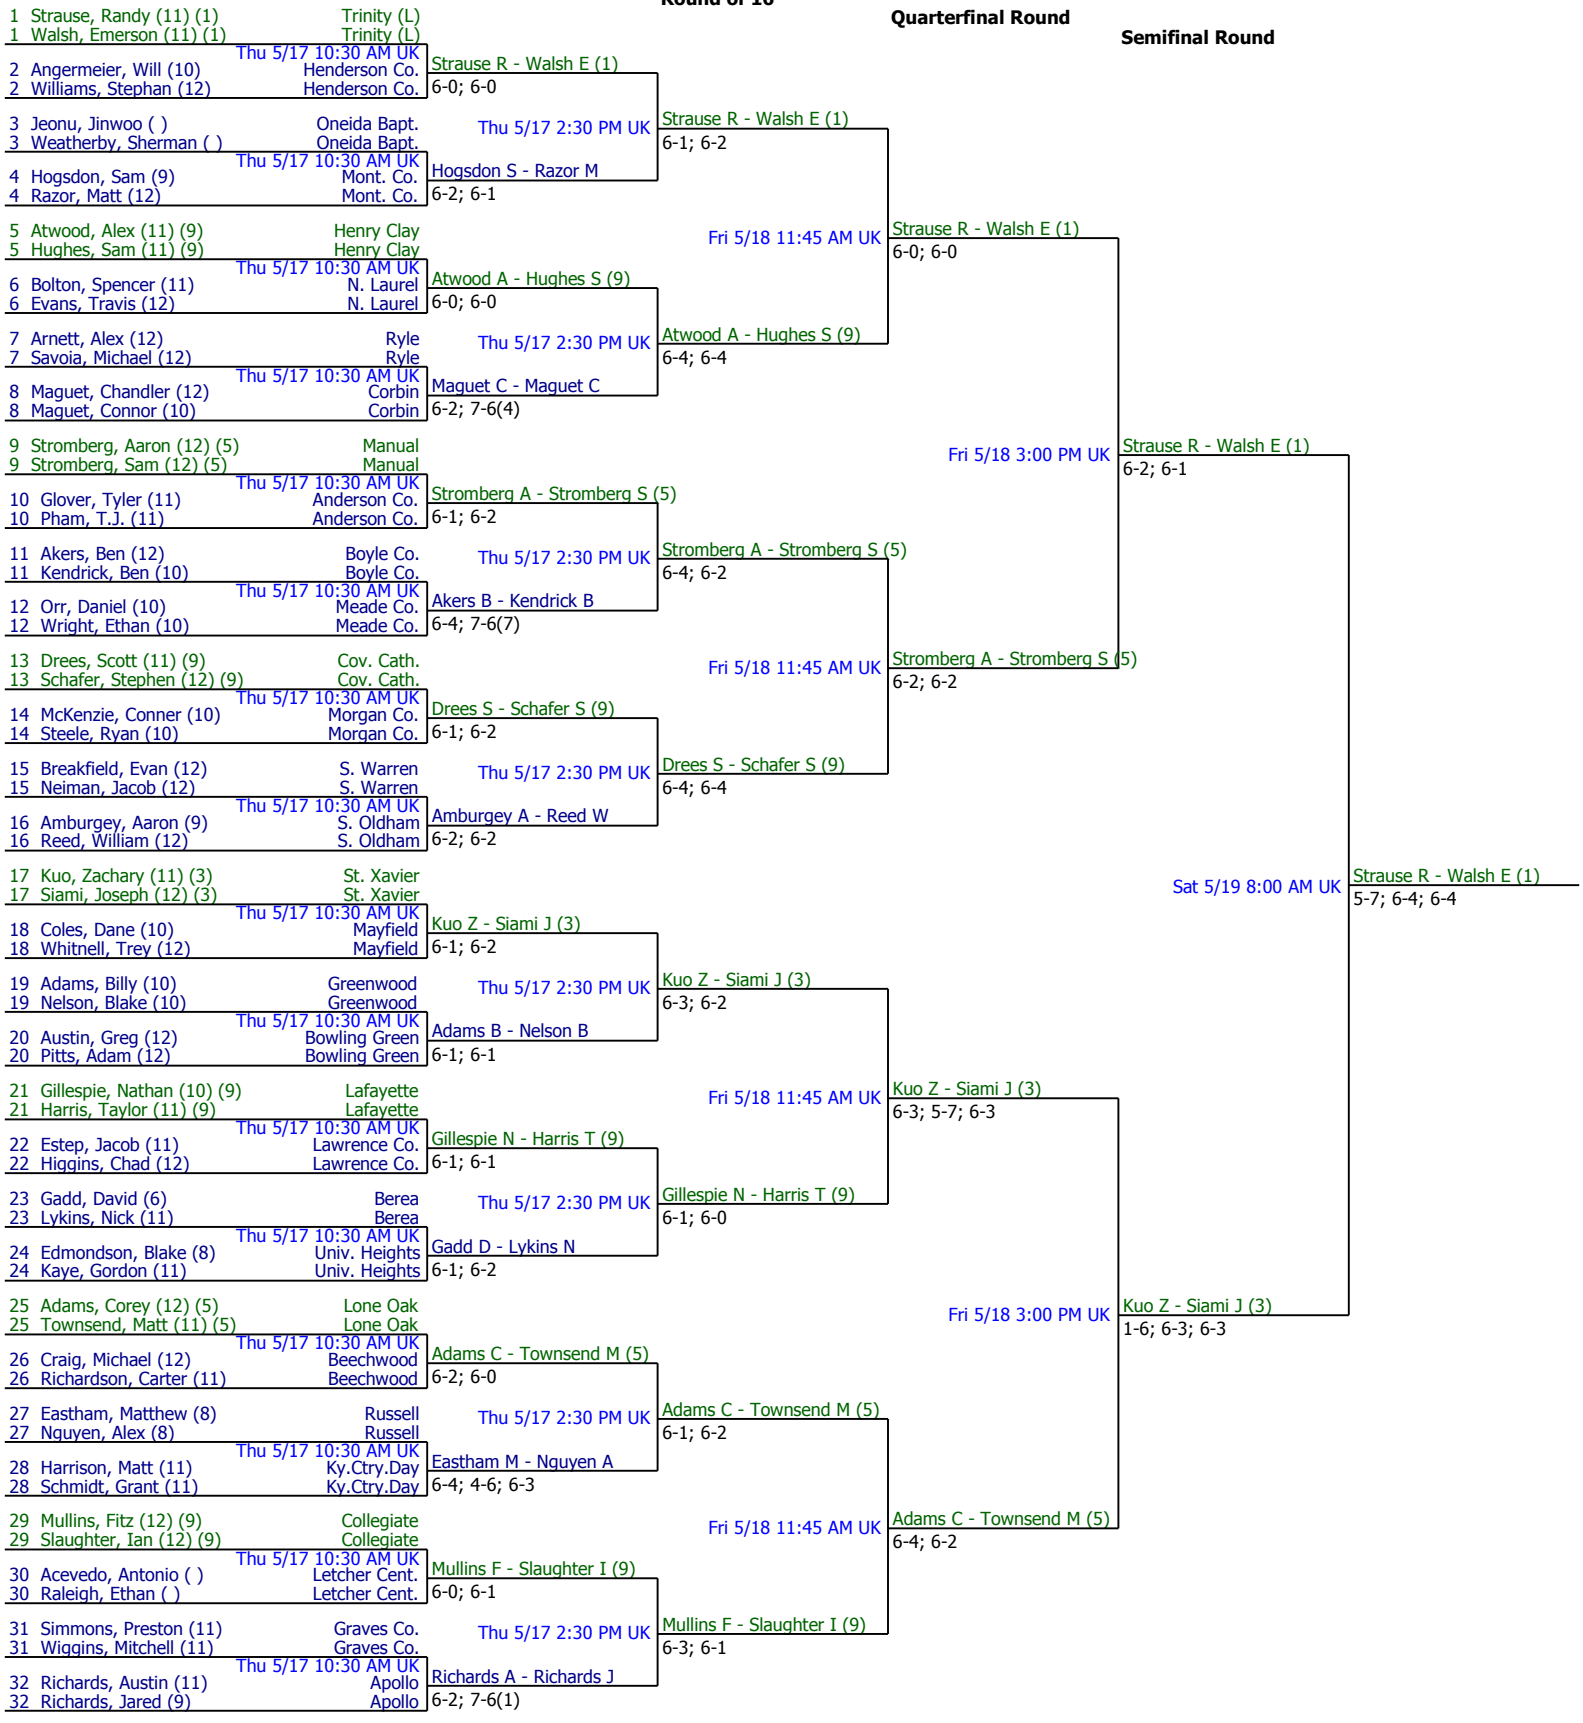 Round of 16
Quarterfinal Round
Semifinal Round
1 Strause, Randy (11) (1) Trinity (L)
1 Walsh, Emerson (11) (1) Trinity (L)
Thu 5/17 10:30 AM UK
2 Angermeier, Will (10) Henderson Co.
2 Williams, Stephan (12) Henderson Co.
Strause R - Walsh E (1)
6-0; 6-0
3 Jeonu, Jinwoo ( ) Oneida Bapt.
3 Weatherby, Sherman ( ) Oneida Bapt.
Thu 5/17 10:30 AM UK
4 Hogsdon, Sam (9) Mont. Co.
4 Razor, Matt (12) Mont. Co.
Hogsdon S - Razor M
6-2; 6-1
Thu 5/17 2:30 PM UK
Strause R - Walsh E (1)
6-1; 6-2
5 Atwood, Alex (11) (9) Henry Clay
5 Hughes, Sam (11) (9) Henry Clay
Thu 5/17 10:30 AM UK
6 Bolton, Spencer (11) N. Laurel
6 Evans, Travis (12) N. Laurel
Atwood A - Hughes S (9)
6-0; 6-0
7 Arnett, Alex (12) Ryle
7 Savoia, Michael (12) Ryle
Thu 5/17 10:30 AM UK
8 Maguet, Chandler (12) Corbin
8 Maguet, Connor (10) Corbin
Maguet C - Maguet C
6-2; 7-6(4)
Thu 5/17 2:30 PM UK
Atwood A - Hughes S (9)
6-4; 6-4
Fri 5/18 11:45 AM UK
Strause R - Walsh E (1)
6-0; 6-0
9 Stromberg, Aaron (12) (5) Manual
9 Stromberg, Sam (12) (5) Manual
Thu 5/17 10:30 AM UK
10 Glover, Tyler (11) Anderson Co.
10 Pham, T.J. (11) Anderson Co.
Stromberg A - Stromberg S (5)
6-1; 6-2
11 Akers, Ben (12) Boyle Co.
11 Kendrick, Ben (10) Boyle Co.
Thu 5/17 10:30 AM UK
12 Orr, Daniel (10) Meade Co.
12 Wright, Ethan (10) Meade Co.
Akers B - Kendrick B
6-4; 7-6(7)
Thu 5/17 2:30 PM UK
Stromberg A - Stromberg S (5)
6-4; 6-2
13 Drees, Scott (11) (9) Cov. Cath.
13 Schafer, Stephen (12) (9) Cov. Cath.
Thu 5/17 10:30 AM UK
14 McKenzie, Conner (10) Morgan Co.
14 Steele, Ryan (10) Morgan Co.
Drees S - Schafer S (9)
6-1; 6-2
15 Breakfield, Evan (12) S. Warren
15 Neiman, Jacob (12) S. Warren
Thu 5/17 10:30 AM UK
16 Amburgey, Aaron (9) S. Oldham
16 Reed, William (12) S. Oldham
Amburgey A - Reed W
6-2; 6-2
Thu 5/17 2:30 PM UK
Drees S - Schafer S (9)
6-4; 6-4
Fri 5/18 11:45 AM UK
Stromberg A - Stromberg S (5)
6-2; 6-2
Fri 5/18 3:00 PM UK
Strause R - Walsh E (1)
6-2; 6-1
17 Kuo, Zachary (11) (3) St. Xavier
17 Siami, Joseph (12) (3) St. Xavier
Thu 5/17 10:30 AM UK
18 Coles, Dane (10) Mayfield
18 Whitnell, Trey (12) Mayfield
Kuo Z - Siami J (3)
6-1; 6-2
19 Adams, Billy (10) Greenwood
19 Nelson, Blake (10) Greenwood
Thu 5/17 10:30 AM UK
20 Austin, Greg (12) Bowling Green
20 Pitts, Adam (12) Bowling Green
Adams B - Nelson B
6-1; 6-1
Thu 5/17 2:30 PM UK
Kuo Z - Siami J (3)
6-3; 6-2
21 Gillespie, Nathan (10) (9) Lafayette
21 Harris, Taylor (11) (9) Lafayette
Thu 5/17 10:30 AM UK
22 Estep, Jacob (11) Lawrence Co.
22 Higgins, Chad (12) Lawrence Co.
Gillespie N - Harris T (9)
6-1; 6-1
23 Gadd, David (6) Berea
23 Lykins, Nick (11) Berea
Thu 5/17 10:30 AM UK
24 Edmondson, Blake (8) Univ. Heights
24 Kaye, Gordon (11) Univ. Heights
Gadd D - Lykins N
6-1; 6-2
Thu 5/17 2:30 PM UK
Gillespie N - Harris T (9)
6-1; 6-0
Fri 5/18 11:45 AM UK
Kuo Z - Siami J (3)
6-3; 5-7; 6-3
25 Adams, Corey (12) (5) Lone Oak
25 Townsend, Matt (11) (5) Lone Oak
Thu 5/17 10:30 AM UK
26 Craig, Michael (12) Beechwood
26 Richardson, Carter (11) Beechwood
Adams C - Townsend M (5)
6-2; 6-0
27 Eastham, Matthew (8) Russell
27 Nguyen, Alex (8) Russell
Thu 5/17 10:30 AM UK
28 Harrison, Matt (11) Ky.Ctry.Day
28 Schmidt, Grant (11) Ky.Ctry.Day
Eastham M - Nguyen A
6-4; 4-6; 6-3
Thu 5/17 2:30 PM UK
Adams C - Townsend M (5)
6-1; 6-2
29 Mullins, Fitz (12) (9) Collegiate
29 Slaughter, Ian (12) (9) Collegiate
Thu 5/17 10:30 AM UK
30 Acevedo, Antonio ( ) Letcher Cent.
30 Raleigh, Ethan ( ) Letcher Cent.
Mullins F - Slaughter I (9)
6-0; 6-1
31 Simmons, Preston (11) Graves Co.
31 Wiggins, Mitchell (11) Graves Co.
Thu 5/17 10:30 AM UK
32 Richards, Austin (11) Apollo
32 Richards, Jared (9) Apollo
Richards A - Richards J
6-2; 7-6(1)
Thu 5/17 2:30 PM UK
Mullins F - Slaughter I (9)
6-3; 6-1
Fri 5/18 11:45 AM UK
Adams C - Townsend M (5)
6-4; 6-2
Fri 5/18 3:00 PM UK
Kuo Z - Siami J (3)
1-6; 6-3; 6-3
Sat 5/19 8:00 AM UK
Strause R - Walsh E (1)
5-7; 6-4; 6-4